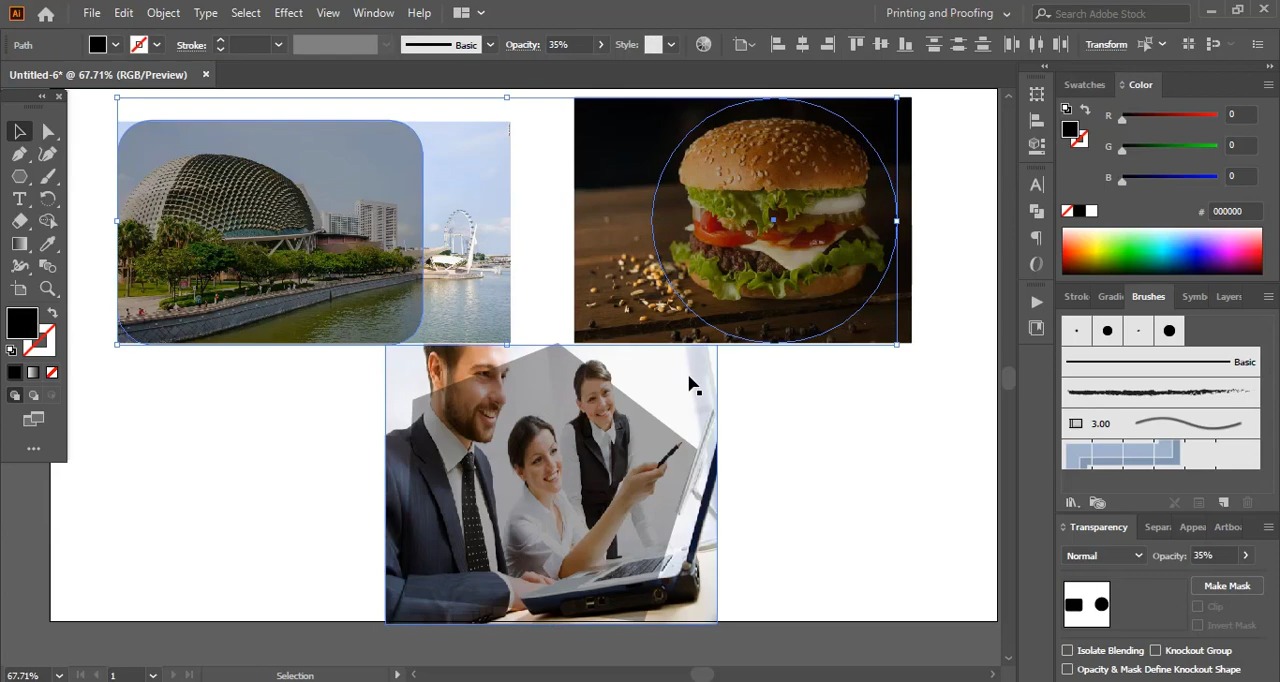 Ai File Edit Object Type Select Effect View Window Help Printing and Proofing Search Adobe Stock
Path Stroke: Basic Opacity: 35% Style: Transform
Untitled-6* @ 67.71% (RGB/Preview) ×
Swatches Color
R 0
G 0
B 0
# 000000
Stro Gradi Brushes Symb Layers
Basic
3.00
Transparency Separ Appea Artbo
Normal Opacity: 35%
Make Mask
Clip
Invert Mask
Isolate Blending Knockout Group
Opacity & Mask Define Knockout Shape
67.71% 1 Selection